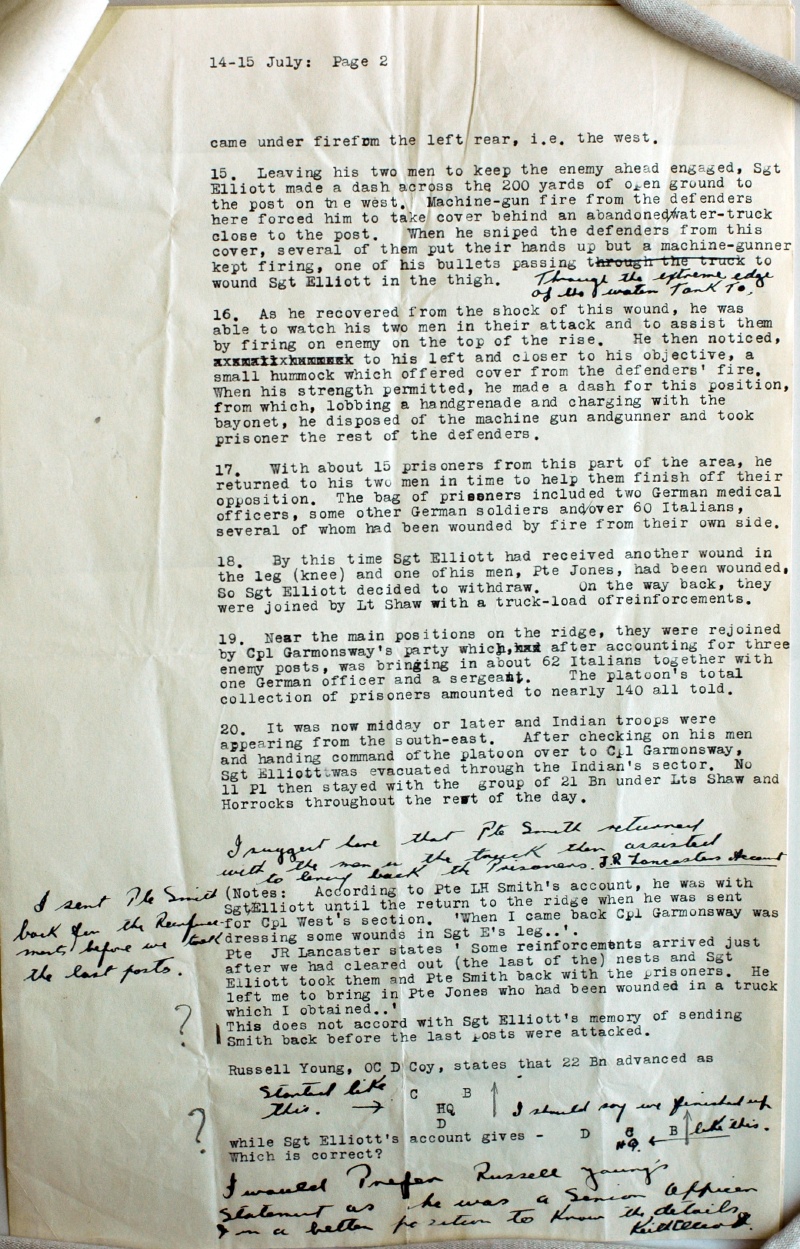 14-15 July:  Page 2
came under firefrom the left rear, i.e. the west.
15.  Leaving his two men to keep the enemy ahead engaged, Sgt
Elliott made a dash across the 200 yards of open ground to
the post on the west.  Machine-gun fire from the defenders
here forced him to take cover behind an abandoned/water-truck
close to the post.  When he sniped the defenders from this
cover, several of them put their hands up but a machine-gunner
kept firing, one of his bullets passing through the truck to
wound Sgt Elliott in the thigh.
Through the extreme edge
of the water Tank To,
16.  As he recovered from the shock of this wound, he was
able to watch his two men in their attack and to assist them
by firing on enemy on the top of the rise.  He then noticed,
to his left and closer to his objective, a
small hummock which offered cover from the defenders' fire.
When his strength permitted, he made a dash for this position,
from which, lobbing a handgrenade and charging with the
bayonet, he disposed of the machine gun andgunner and took
prisoner the rest of the defenders.
17.  With about 15 prisoners from this part of the area, he
returned to his two men in time to help them finish off their
opposition.  The bag of prisoners included two German medical
officers, some other German soldiers and/over 60 Italians,
several of whom had been wounded by fire from their own side.
18.  By this time Sgt Elliott had received another wound in
the leg (knee) and one ofhis men, Pte Jones, had been wounded,
So Sgt Elliott decided to withdraw.  On the way back, they
were joined by Lt Shaw with a truck-load ofreinforcements.
19.  Near the main positions on the ridge, they were rejoined
by Cpl Garmonsway's party which, had after accounting for three
enemy posts, was bringing in about 62 Italians together with
one German officer and a sergeant.  The platoon's total
collection of prisoners amounted to nearly 140 all told.
20.  It was now midday or later and Indian troops were
appearing from the south-east.  After checking on his men
and handing command ofthe platoon over to Cpl Garmonsway,
Sgt Elliott was evacuated through the Indian's sector.  No
11 Pl then stayed with the group of 21 Bn under Lts Shaw and
Horrocks throughout the rest of the day.
I suggest here that Pte Smith returned
with the men in the truck then assisted
to bring back the Prisoners. J.R Lancasters Account
I sent Pte Smith
back for the Reinforce-
ments before we took
the last posts.
(Notes:  According to Pte LH Smith's account, he was with
SgtElliott until the return to the ridge when he was sent
for Cpl West's section.  'When I came back Cpl Garmonsway was
dressing some wounds in Sgt E's leg..'.
Pte  JR Lancaster states ' Some reinforcements arrived just
after we had cleared out (the last of the) nests and Sgt
Elliott took them and Pte Smith back with the prisoners.  He
left me to bring in Pte Jones who had been wounded in a truck
which I obtained..'
?
This does not accord with Sgt Elliott's memory of sending
Smith back before the last posts were attacked.
Russell Young, OC D Coy, states that 22 Bn advanced as
Started like
this. →
C B
HQ
D
I should say we finished up
like this.
?
while Sgt Elliott's account gives -  D  C  B
HQ
Which is correct?
I would Prefer Russell young's
Statement as he was a Senior Officer
& in a better position to Know the details.
Keith Elliott.